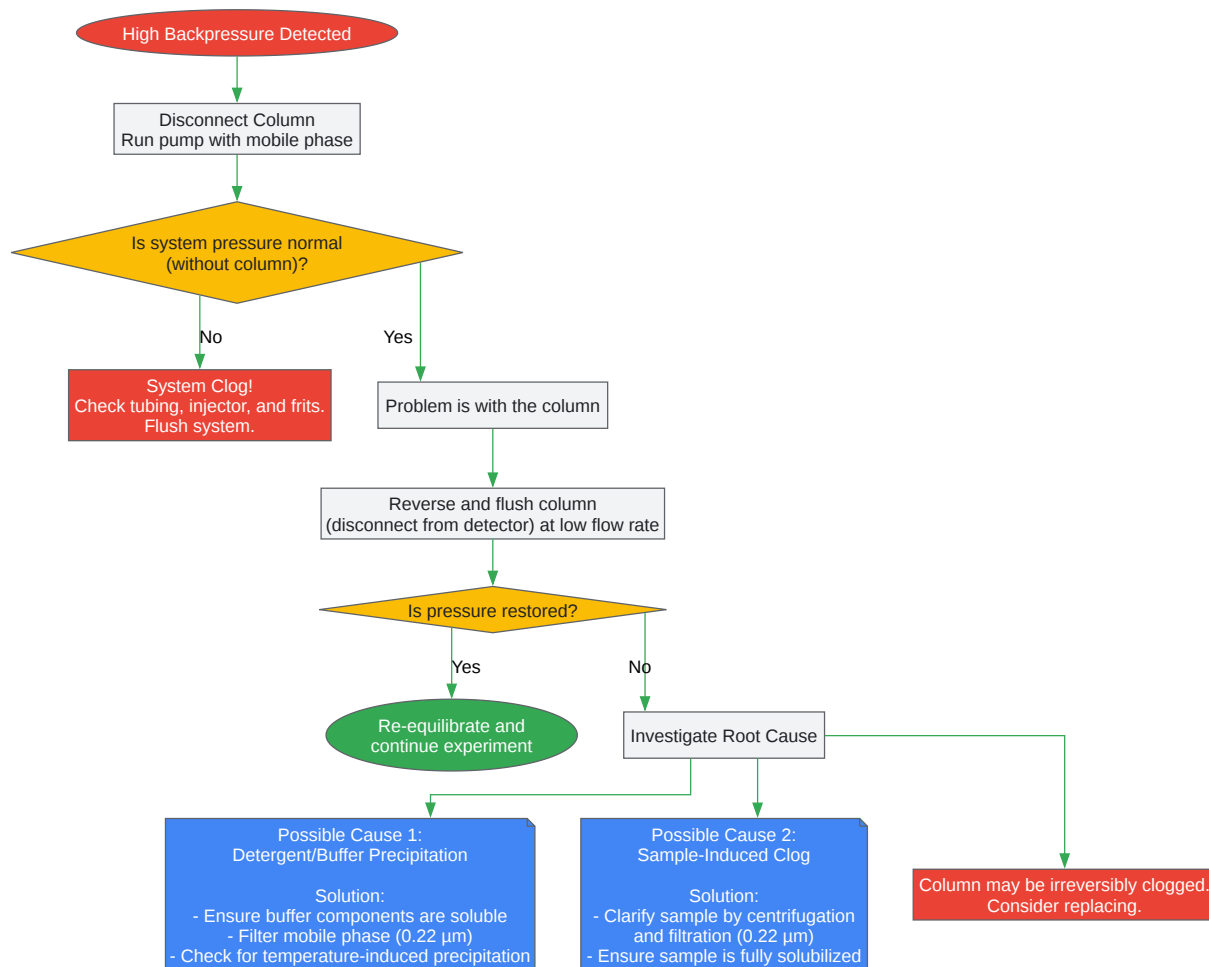 High Backpressure Detected
Disconnect Column
Run pump with mobile phase
Is system pressure normal
(without column)?
No
Yes
System Clog!
Check tubing, injector, and frits.
Flush system.
Problem is with the column
Reverse and flush column
(disconnect from detector) at low flow rate
Is pressure restored?
Yes
No
Re-equilibrate and
continue experiment
Investigate Root Cause
Possible Cause 1:
Detergent/Buffer Precipitation
Solution:
- Ensure buffer components are soluble
- Filter mobile phase (0.22 µm)
- Check for temperature-induced precipitation
Possible Cause 2:
Sample-Induced Clog
Solution:
- Clarify sample by centrifugation
and filtration (0.22 µm)
- Ensure sample is fully solubilized
Column may be irreversibly clogged.
Consider replacing.